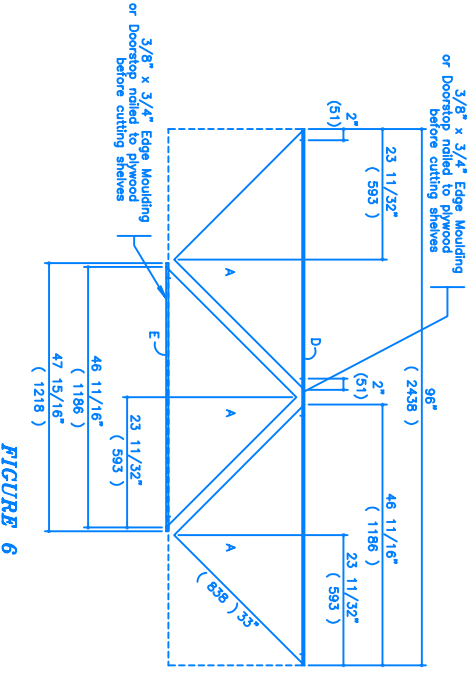 3/8" x 3/4" Edge Moulding
or Doorstop nailed to plywood
before cutting shelves
96"
( 2438 )
2"
(51)
23 11/32"
( 593 )
2"
(51)
46 11/16"
( 1186 )
23 11/32"
( 593 )
D
A
A
A
( 838 ) 33"
E
3/8" x 3/4" Edge Moulding
or Doorstop nailed to plywood
before cutting shelves
23 11/32"
( 593 )
46 11/16"
( 1186 )
47 15/16"
( 1218 )
FIGURE 6